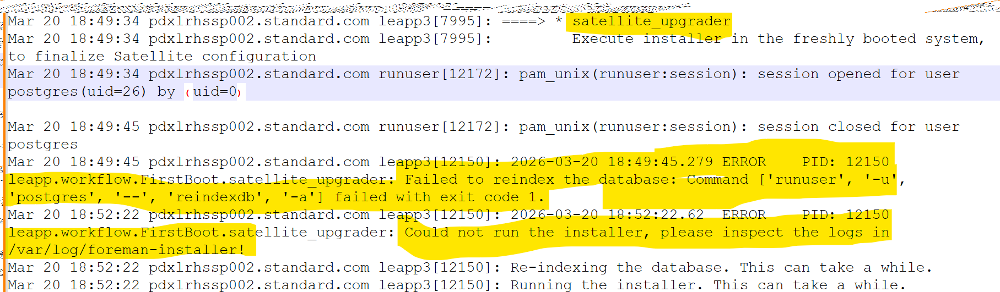 Mar 20 18:49:34 pdxlrhssp002.standard.com leapp3[7995]: ====> * satellite_upgrader
Mar 20 18:49:34 pdxlrhssp002.standard.com leapp3[7995]:         Execute installer in the freshly booted system,
to finalize Satellite configuration
Mar 20 18:49:34 pdxlrhssp002.standard.com runuser[12172]: pam_unix(runuser:session): session opened for user
postgres(uid=26) by (uid=0)
Mar 20 18:49:45 pdxlrhssp002.standard.com runuser[12172]: pam_unix(runuser:session): session closed for user
postgres
Mar 20 18:49:45 pdxlrhssp002.standard.com leapp3[12150]: 2026-03-20 18:49:45.279 ERROR    PID: 12150
leapp.workflow.FirstBoot.satellite_upgrader: Failed to reindex the database: Command ['runuser', '-u',
'postgres', '--', 'reindexdb', '-a'] failed with exit code 1.
Mar 20 18:52:22 pdxlrhssp002.standard.com leapp3[12150]: 2026-03-20 18:52:22.62  ERROR    PID: 12150
leapp.workflow.FirstBoot.satellite_upgrader: Could not run the installer, please inspect the logs in
/var/log/foreman-installer!
Mar 20 18:52:22 pdxlrhssp002.standard.com leapp3[12150]: Re-indexing the database. This can take a while.
Mar 20 18:52:22 pdxlrhssp002.standard.com leapp3[12150]: Running the installer. This can take a while.